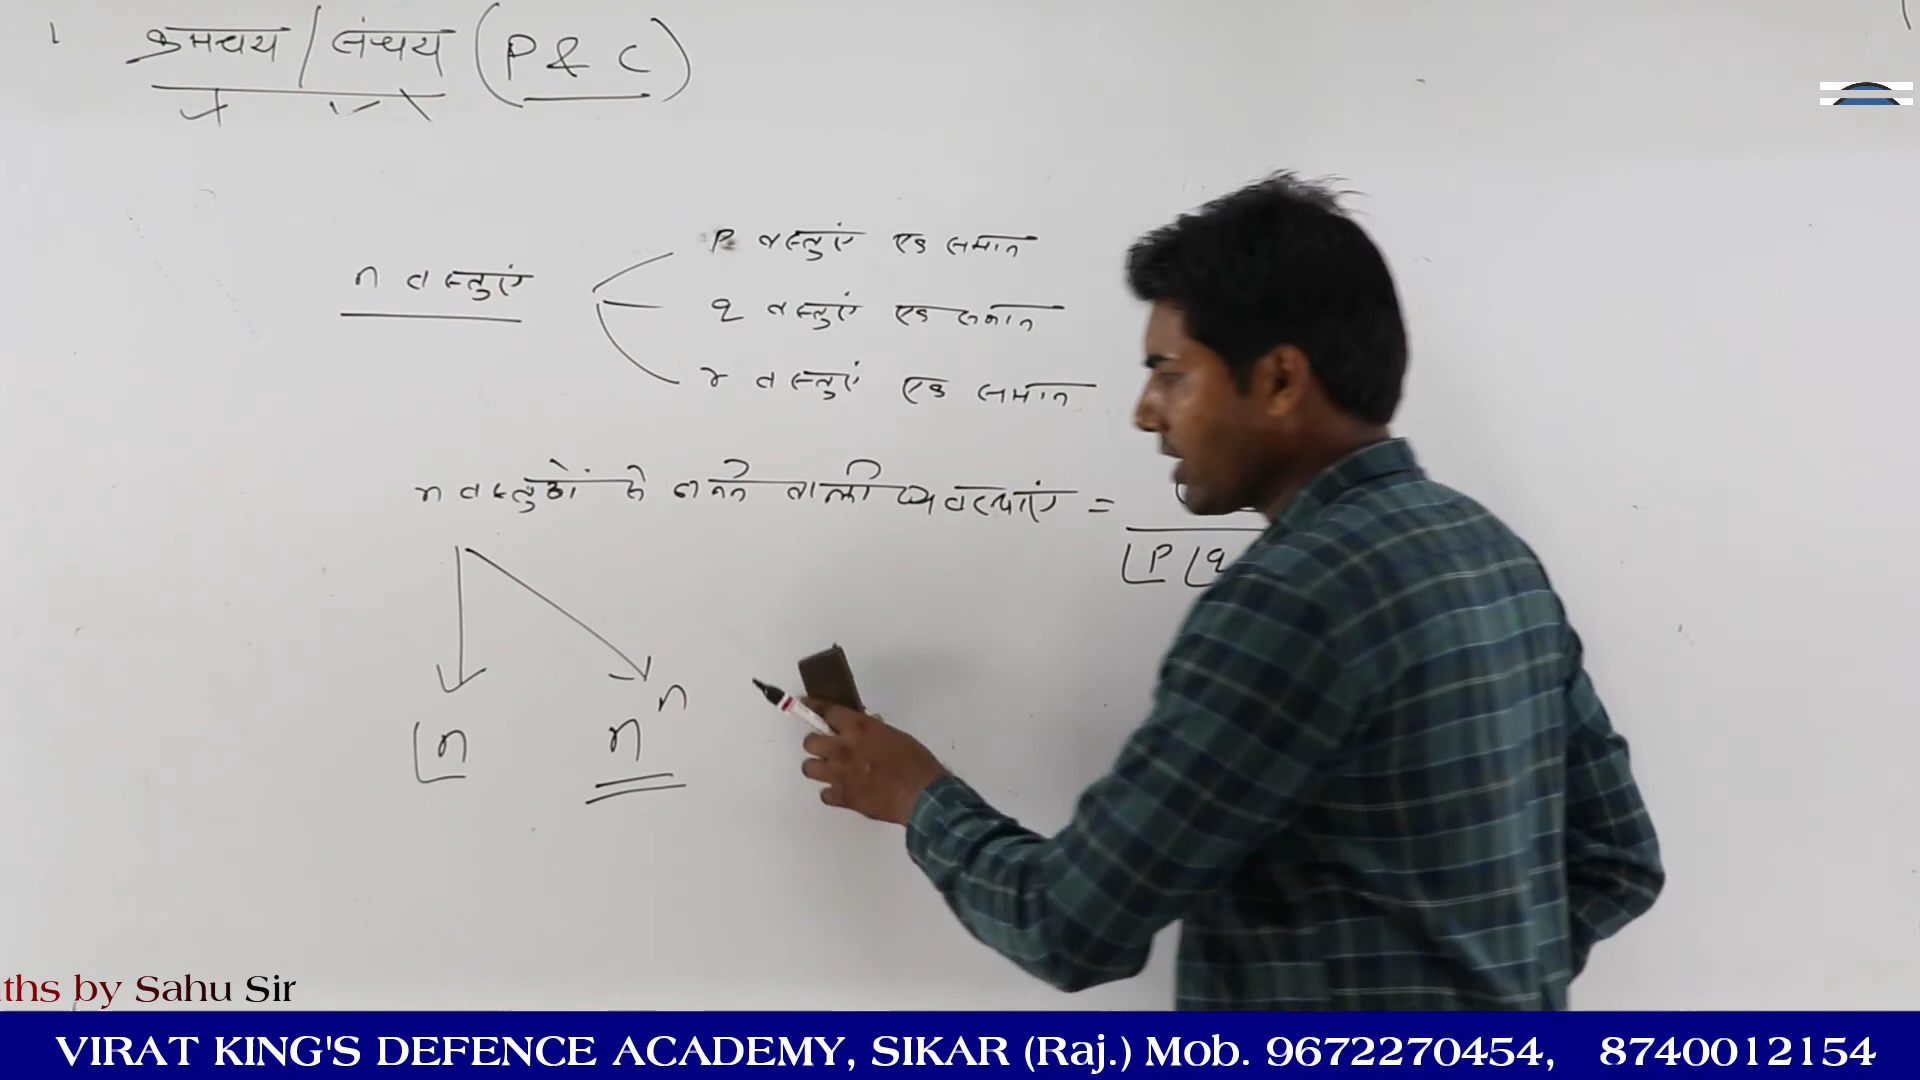 क्रमचय / संचय (P & C)
p वस्तुएं एक समान
n वस्तुएं
q वस्तुएं एक समान
r वस्तुएं एक समान
n वस्तुओं से बनने वाली व्यवस्थाएं =
⌊P ⌊q
⌊n n^n
ths by Sahu Sir
VIRAT KING'S DEFENCE ACADEMY, SIKAR (Raj.) Mob. 9672270454, 8740012154